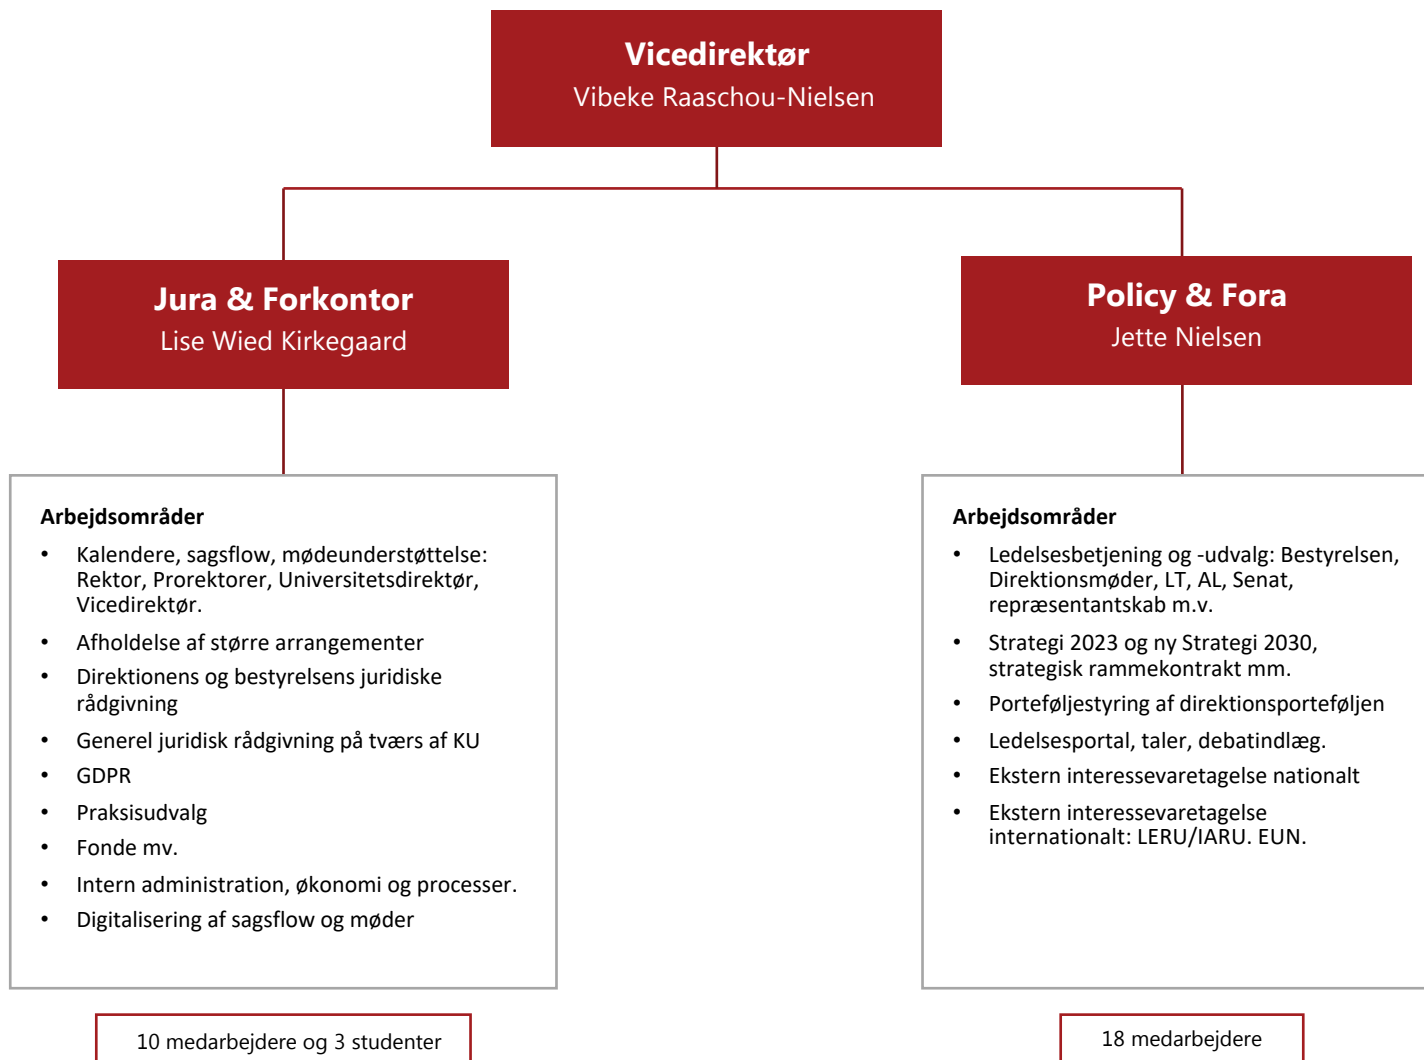 Vicedirektør
Vibeke Raaschou-Nielsen
Jura & Forkontor
Lise Wied Kirkegaard
Policy & Fora
Jette Nielsen
Arbejdsområder
• Kalendere, sagsflow, mødeunderstøttelse:
Rektor, Prorektorer, Universitetsdirektør,
Vicedirektør.
• Afholdelse af større arrangementer
• Direktionens og bestyrelsens juridiske
rådgivning
• Generel juridisk rådgivning på tværs af KU
• GDPR
• Praksisudvalg
• Fonde mv.
• Intern administration, økonomi og processer.
• Digitalisering af sagsflow og møder
10 medarbejdere og 3 studenter
Arbejdsområder
• Ledelsesbetjening og -udvalg: Bestyrelsen,
Direktionsmøder, LT, AL, Senat,
repræsentantskab m.v.
• Strategi 2023 og ny Strategi 2030,
strategisk rammekontrakt mm.
• Porteføljestyring af direktionsporteføljen
• Ledelsesportal, taler, debatindlæg.
• Ekstern interessevaretagelse nationalt
• Ekstern interessevaretagelse
internationalt: LERU/IARU. EUN.
18 medarbejdere